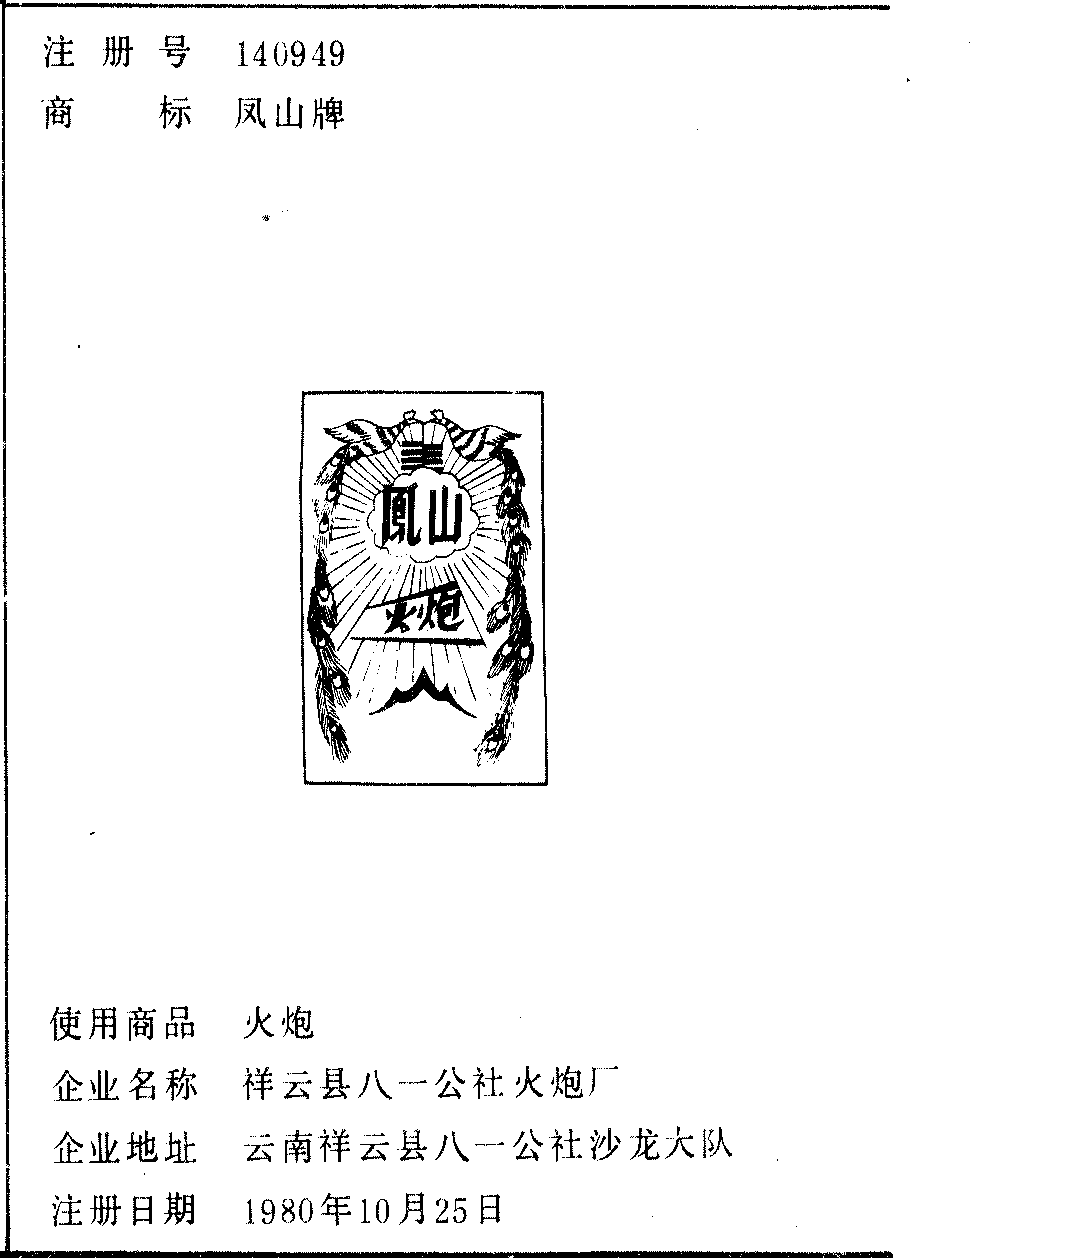 注册号 140949
商标 凤山牌
鳳山
火炮
使用商品 火炮
企业名称 祥云县八一公社火炮厂
企业地址 云南祥云县八一公社沙龙大队
注册日期 1980年10月25日